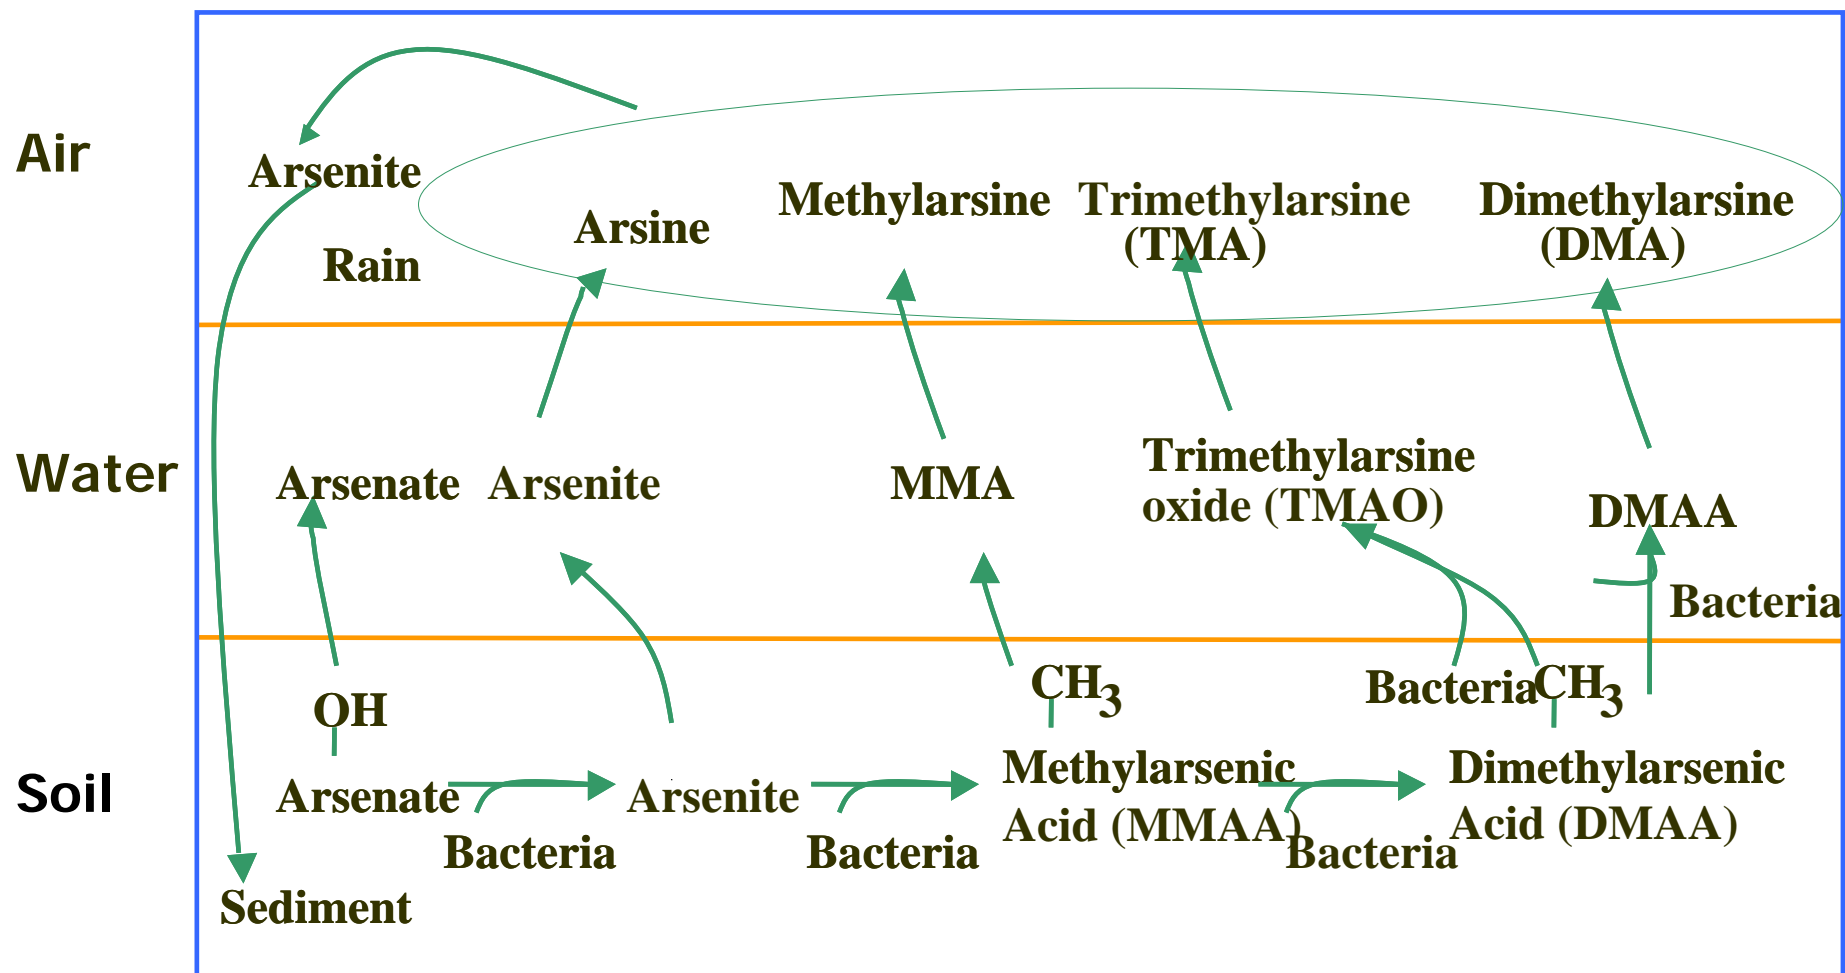 Air
Arsenite
Rain
Arsine
Methylarsine
Trimethylarsine
(TMA)
Dimethylarsine
(DMA)
Water
Arsenate
Arsenite
MMA
Trimethylarsine
oxide (TMAO)
DMAA
Bacteria
Soil
OH
Arsenate
Bacteria
Arsenite
Bacteria
CH3
Methylarsenic
Acid (MMAA)
Bacteria
Bacteria
CH3
Dimethylarsenic
Acid (DMAA)
Sediment